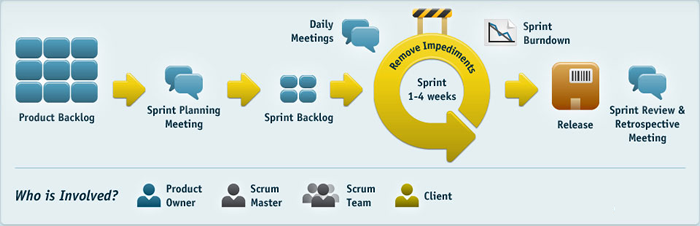 Product Backlog
Sprint Planning
Meeting
Sprint Backlog
Daily
Meetings
Remove Impediments
Sprint
1-4 weeks
Sprint
Burndown
Release
Sprint Review &
Retrospective
Meeting
Who is Involved?
Product
Owner
Scrum
Master
Scrum
Team
Client